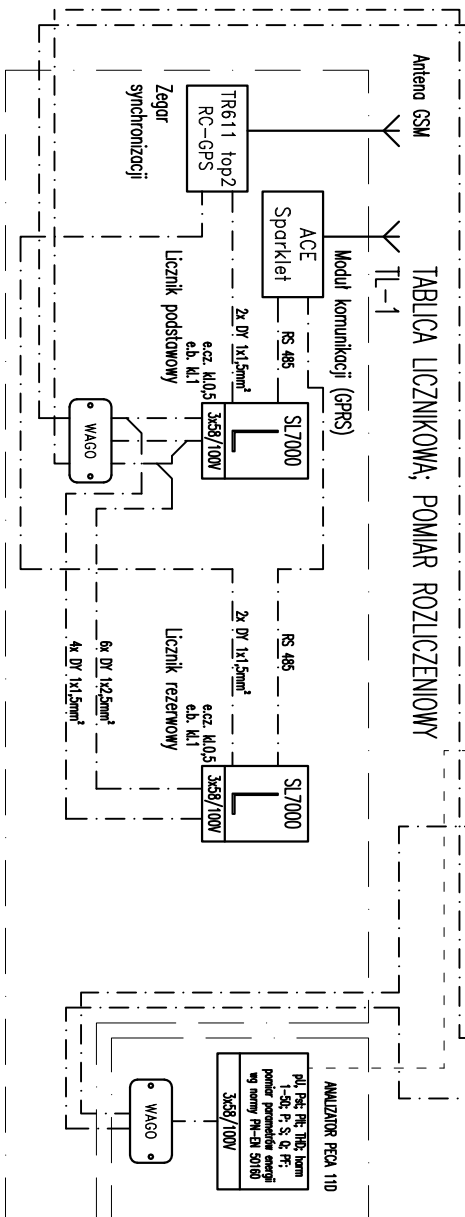 TABLICA LICZNIKOWA; POMIAR ROZLICZENIOWY
TL-1
Antena GSM
Moduł komunikacji (GPRS)
ACE
Sparklet
TR611 top2
RC-GPS
Zegar
synchronizacji
RS 485
2x DY 1x1,5mm²
Licznik podstawowy
SL7000
L
3x58/100V
e.cz. kl.0,5
e.b. kl.1
WAGO
RS 485
2x DY 1x1,5mm²
Licznik rezerwowy
SL7000
L
3x58/100V
e.cz. kl.0,5
e.b. kl.1
6x DY 1x2,5mm²
4x DY 1x1,5mm²
ANALIZATOR PECA 11D
pU, Pst; Plt; THD; harm
1-50; P; S, Q; PF;
pomiar parametrów energii
wg normy PN-EN 50160
3x58/100V
WAGO